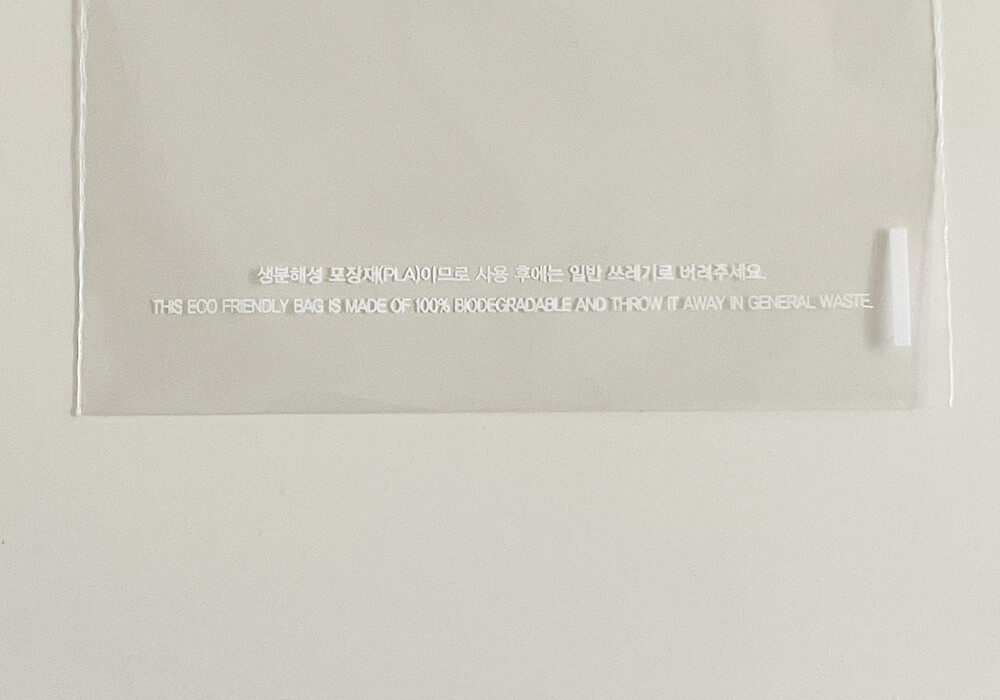 생분해성 포장재(PLA)이므로 사용 후에는 일반 쓰레기로 버려주세요.
THIS ECO FRIENDLY BAG IS MADE OF 100% BIODEGRADABLE AND THROW IT AWAY IN GENERAL WASTE.